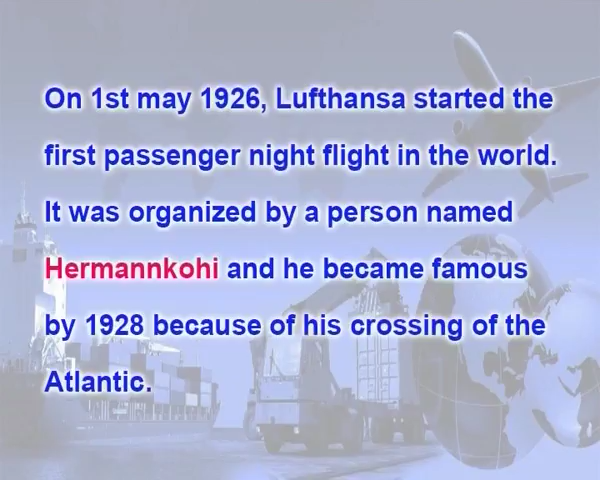 On 1st may 1926, Lufthansa started the
first passenger night flight in the world.
It was organized by a person named
Hermannkohi and he became famous
by 1928 because of his crossing of the
Atlantic.